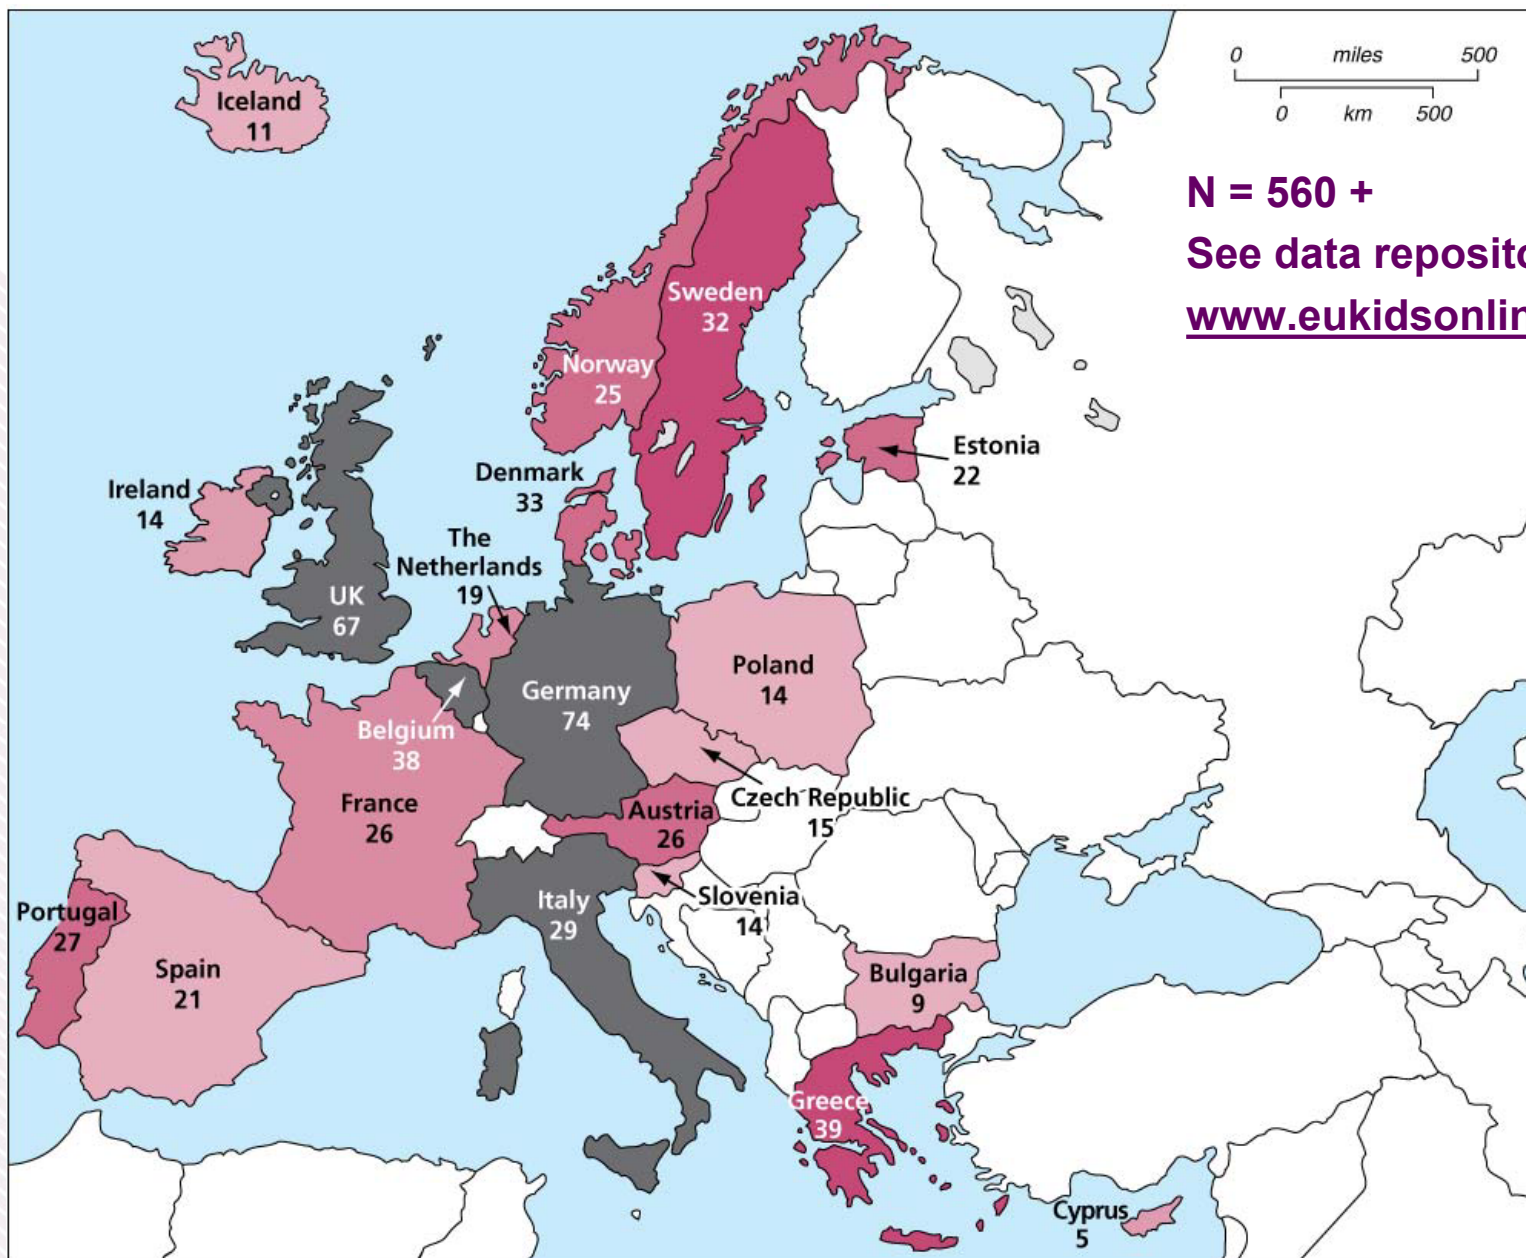 0 miles 500
0 km 500
N = 560 +
See data reposito
www.eukidsonlin
Iceland
11
Sweden
32
Norway
25
Estonia
22
Denmark
33
Ireland
14
The
Netherlands
19
UK
67
Poland
14
Germany
74
Belgium
38
Czech Republic
15
France
26
Austria
26
Slovenia
14
Italy
29
Portugal
27
Spain
21
Bulgaria
9
Greece
39
Cyprus
5